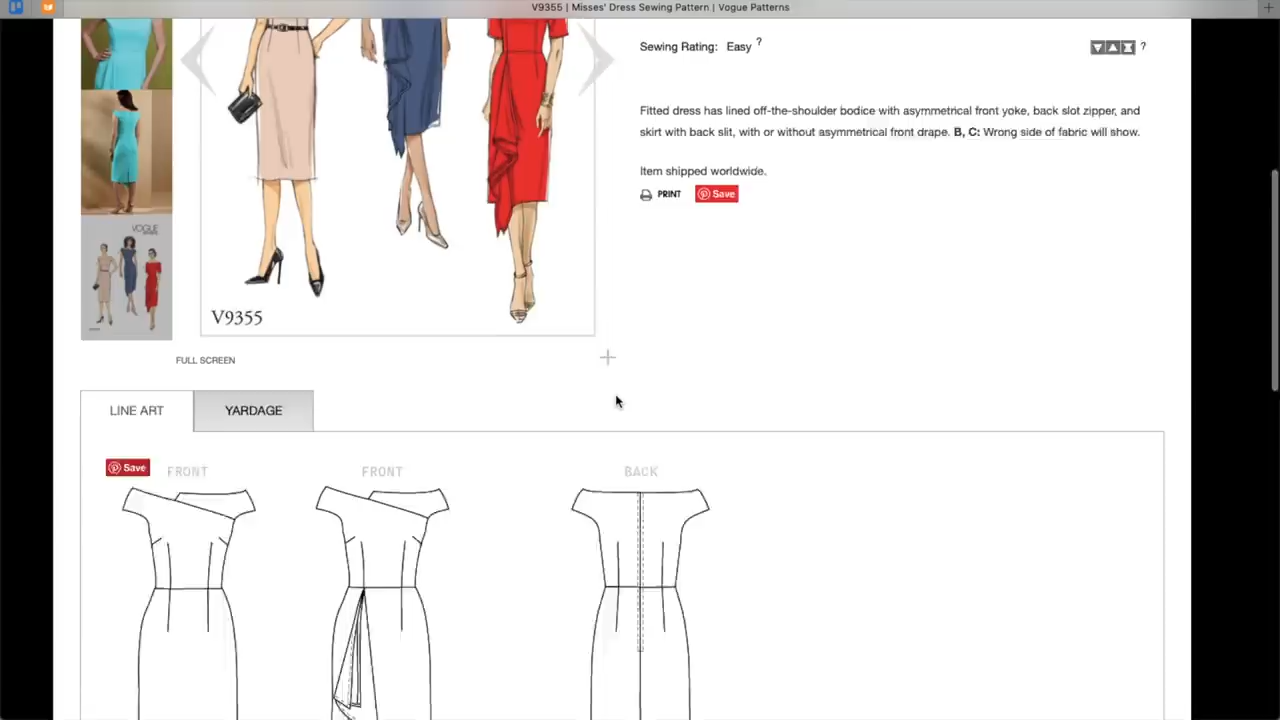 V9355 | Misses' Dress Sewing Pattern | Vogue Patterns
Sewing Rating: Easy ?
?
Fitted dress has lined off-the-shoulder bodice with asymmetrical front yoke, back slot zipper, and
skirt with back slit, with or without asymmetrical front drape. B, C: Wrong side of fabric will show.
Item shipped worldwide.
PRINT Save
VOGUE
V9355
FULL SCREEN
LINE ART YARDAGE
Save FRONT FRONT BACK